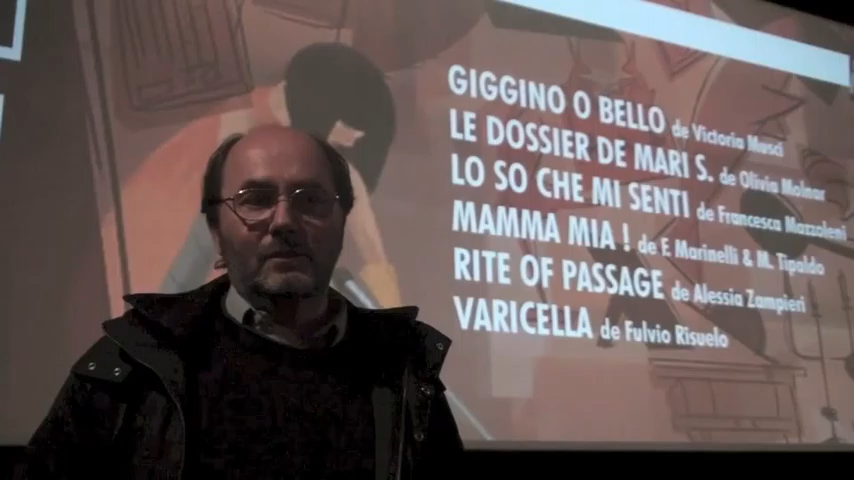 GIGGINO O BELLO de Victoria Musci
LE DOSSIER DE MARI S. de Olivia Molnar
LO SO CHE MI SENTI de Francesca Mazzoleni
MAMMA MIA ! de F. Marinelli & M. Tipaldo
RITE OF PASSAGE de Alessia Zampieri
VARICELLA de Fulvio Risuelo